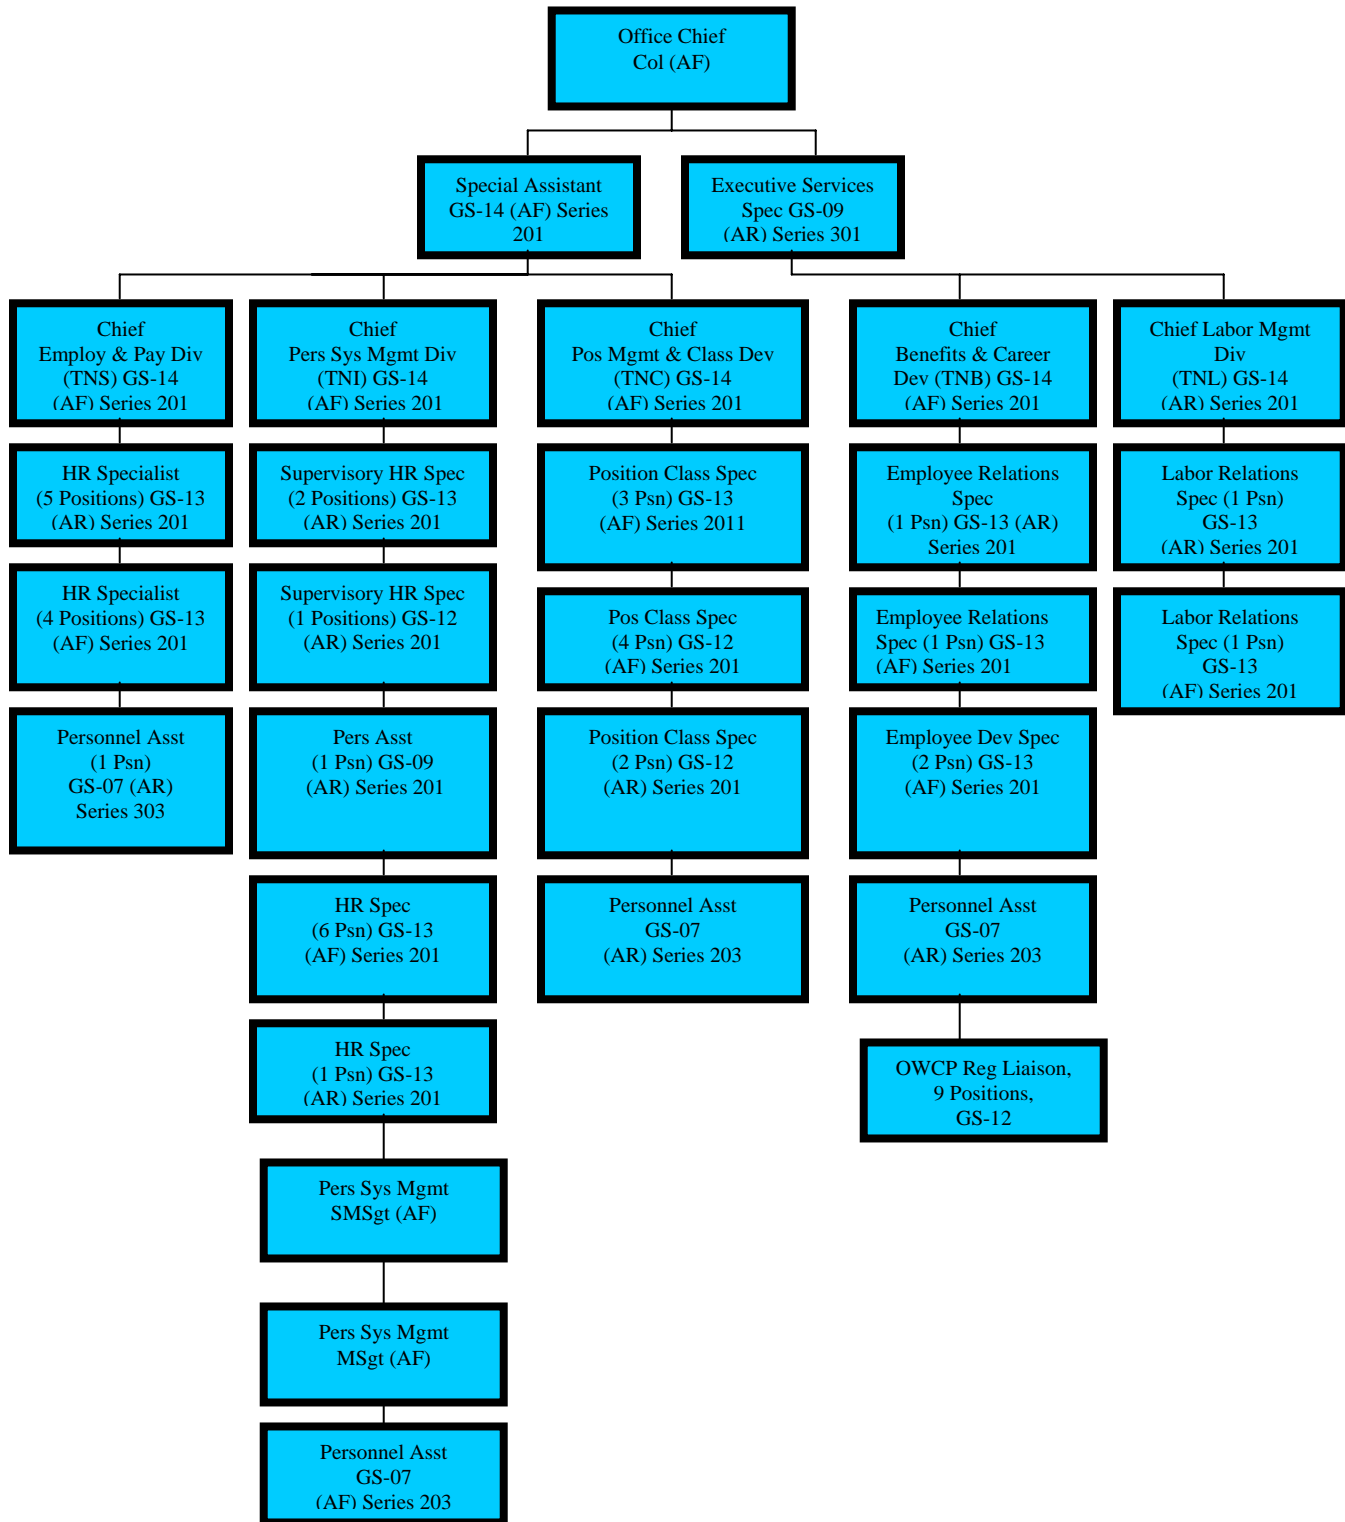 Office Chief
Col (AF)
Special Assistant
GS-14 (AF) Series
201
Executive Services
Spec GS-09
(AR) Series 301
Chief
Employ & Pay Div
(TNS) GS-14
(AF) Series 201
Chief
Pers Sys Mgmt Div
(TNI) GS-14
(AF) Series 201
Chief
Pos Mgmt & Class Dev
(TNC) GS-14
(AF) Series 201
Chief
Benefits & Career
Dev (TNB) GS-14
(AF) Series 201
Chief Labor Mgmt
Div
(TNL) GS-14
(AR) Series 201
HR Specialist
(5 Positions) GS-13
(AR) Series 201
Supervisory HR Spec
(2 Positions) GS-13
(AR) Series 201
Position Class Spec
(3 Psn) GS-13
(AF) Series 2011
Employee Relations
Spec
(1 Psn) GS-13 (AR)
Series 201
Labor Relations
Spec (1 Psn)
GS-13
(AR) Series 201
HR Specialist
(4 Positions) GS-13
(AF) Series 201
Supervisory HR Spec
(1 Positions) GS-12
(AR) Series 201
Pos Class Spec
(4 Psn) GS-12
(AF) Series 201
Employee Relations
Spec (1 Psn) GS-13
(AF) Series 201
Labor Relations
Spec (1 Psn)
GS-13
(AF) Series 201
Personnel Asst
(1 Psn)
GS-07 (AR)
Series 303
Pers Asst
(1 Psn) GS-09
(AR) Series 201
Position Class Spec
(2 Psn) GS-12
(AR) Series 201
Employee Dev Spec
(2 Psn) GS-13
(AF) Series 201
HR Spec
(6 Psn) GS-13
(AF) Series 201
Personnel Asst
GS-07
(AR) Series 203
Personnel Asst
GS-07
(AR) Series 203
HR Spec
(1 Psn) GS-13
(AR) Series 201
OWCP Reg Liaison,
9 Positions,
GS-12
Pers Sys Mgmt
SMSgt (AF)
Pers Sys Mgmt
MSgt (AF)
Personnel Asst
GS-07
(AF) Series 203